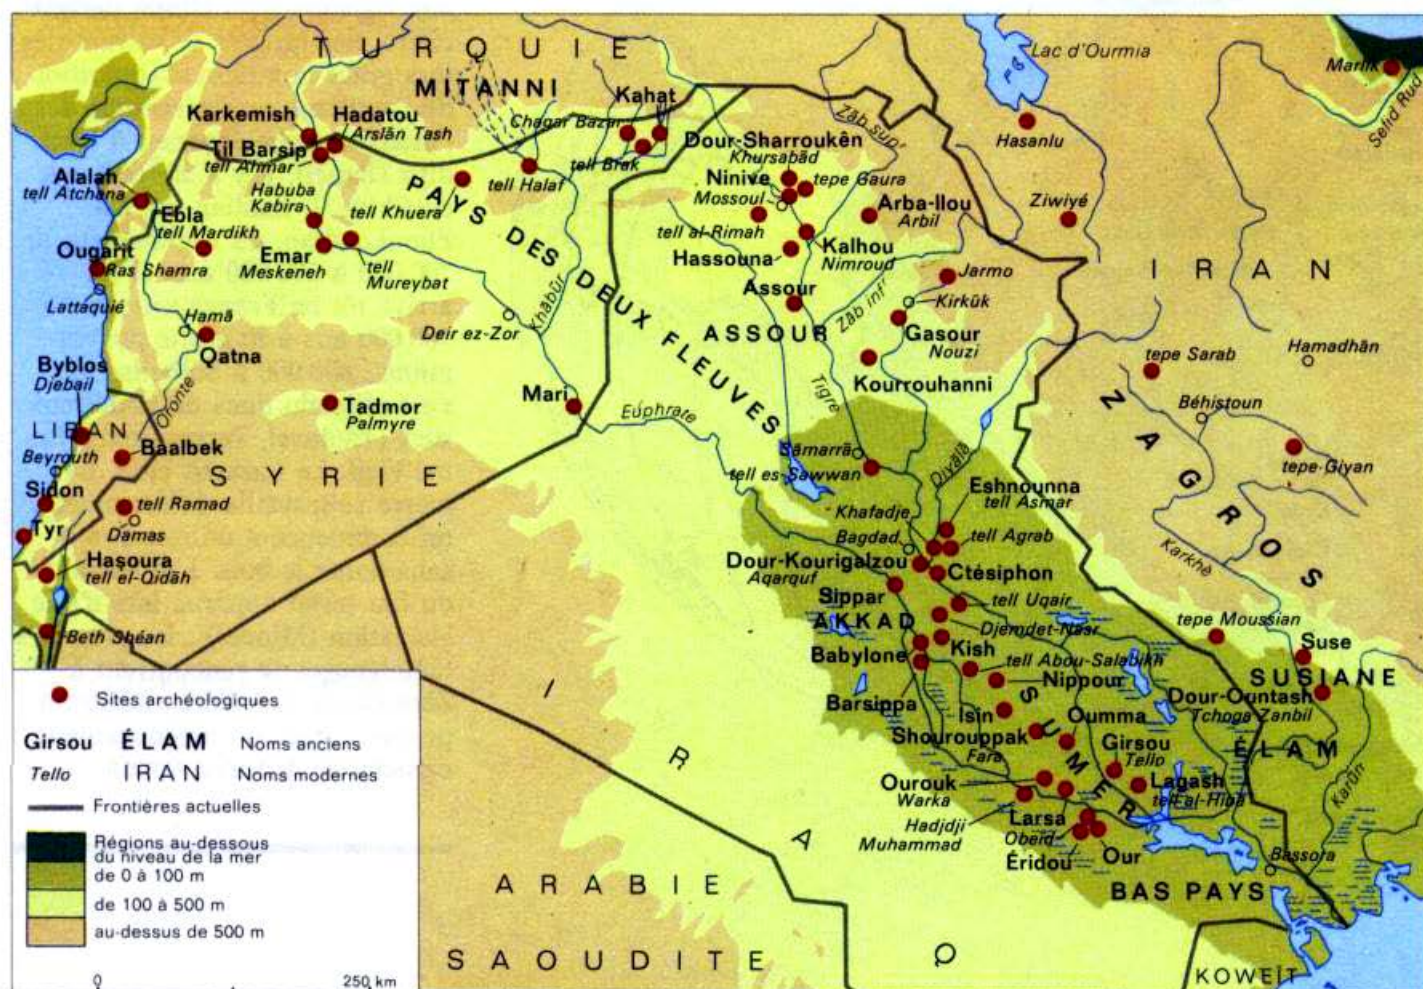 TURQUIE
MITANNI
Lac d'Ourmia
Marlik
Sefid Rud
Karkemish
Hadatou
Arslān Tash
Kahat
Chagar Bazar
Zāb supr
Dour-Sharroukên
Khursabād
Hasanlu
Til Barsip
tell Ahmar
tell Brak
Alalah
tell Atchana
Habuba
Kabira
tell Halaf
tell Khuera
Ninive
Mossoul
tepe Gaura
Arba-Ilou
Arbil
Ziwiyé
Ebla
tell Mardikh
PAYS DES DEUX FLEUVES
tell al-Rimah
Kalhou
Nimroud
Ougarit
Ras Shamra
Emar
Meskeneh
tell
Mureybat
Hassouna
IRAN
Jarmo
Lattaquié
Khābūr
Assour
Kirkūk
Zāb infr
Hamā
Deir ez-Zor
ASSOUR
Gasour
Nouzi
Qatna
tepe Sarab
Hamadhān
Byblos
Djebail
Kourrouhanni
Mari
Euphrate
Tigre
Tadmor
Palmyre
Oronte
Béhistoun
ZAGROS
LIBAN
Beyrouth
Baalbek
SYRIE
Sāmarrā
tell es-Sawwan
Diyālā
tepe Giyan
Sidon
tell Ramad
Damas
Eshnounna
tell Asmar
Khafadje
Tyr
Bagdad
tell Agrab
Karkhè
Haṣoura
tell el-Qidāh
Dour-Kourigalzou
Aqarquf
Ctésiphon
Sippar
tell Uqair
AKKAD
Djemdet-Nasr
tepe Moussian
Beth Shéan
Kish
Suse
Babylone
tell Abou-Salabikh
SUSIANE
Nippour
Barsippa
Dour-Ountash
Tchoga Zanbil
SUMER
Isin
Oumma
Shourouppak
Fara
Girsou
Tello
ÉLAM
Ourouk
Warka
Lagash
tell al-Hiba
Karūn
Hadjdji
Muhammad
Larsa
Obeïd
Éridou
Our
Bassora
BAS PAYS
IRAQ
ARABIE
SAOUDITE
KOWEÏT
Sites archéologiques
Girsou ÉLAM Noms anciens
Tello IRAN Noms modernes
Frontières actuelles
Régions au-dessous
du niveau de la mer
de 0 à 100 m
de 100 à 500 m
au-dessus de 500 m
0 250 km